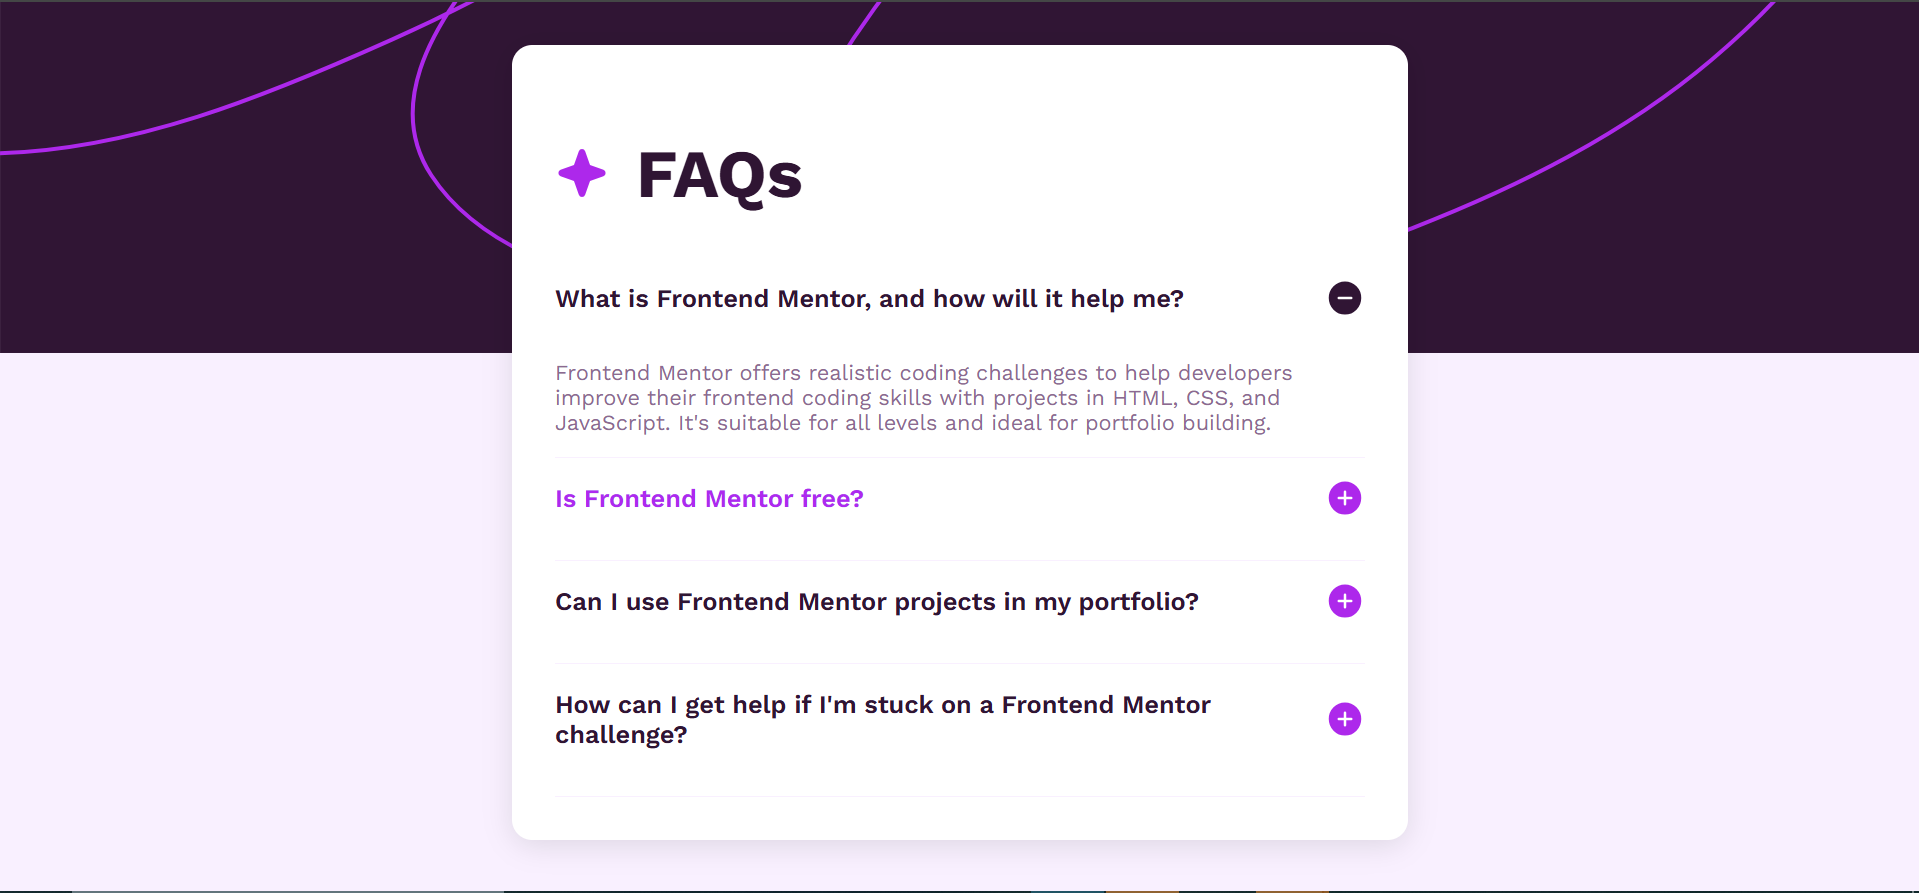 FAQs
What is Frontend Mentor, and how will it help me?
Frontend Mentor offers realistic coding challenges to help developers
improve their frontend coding skills with projects in HTML, CSS, and
JavaScript. It's suitable for all levels and ideal for portfolio building.
Is Frontend Mentor free?
Can I use Frontend Mentor projects in my portfolio?
How can I get help if I'm stuck on a Frontend Mentor
challenge?